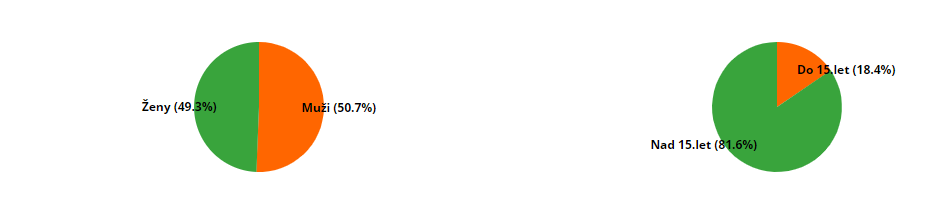 Ženy (49.3%)
Muži (50.7%)
Do 15.let (18.4%)
Nad 15.let (81.6%)